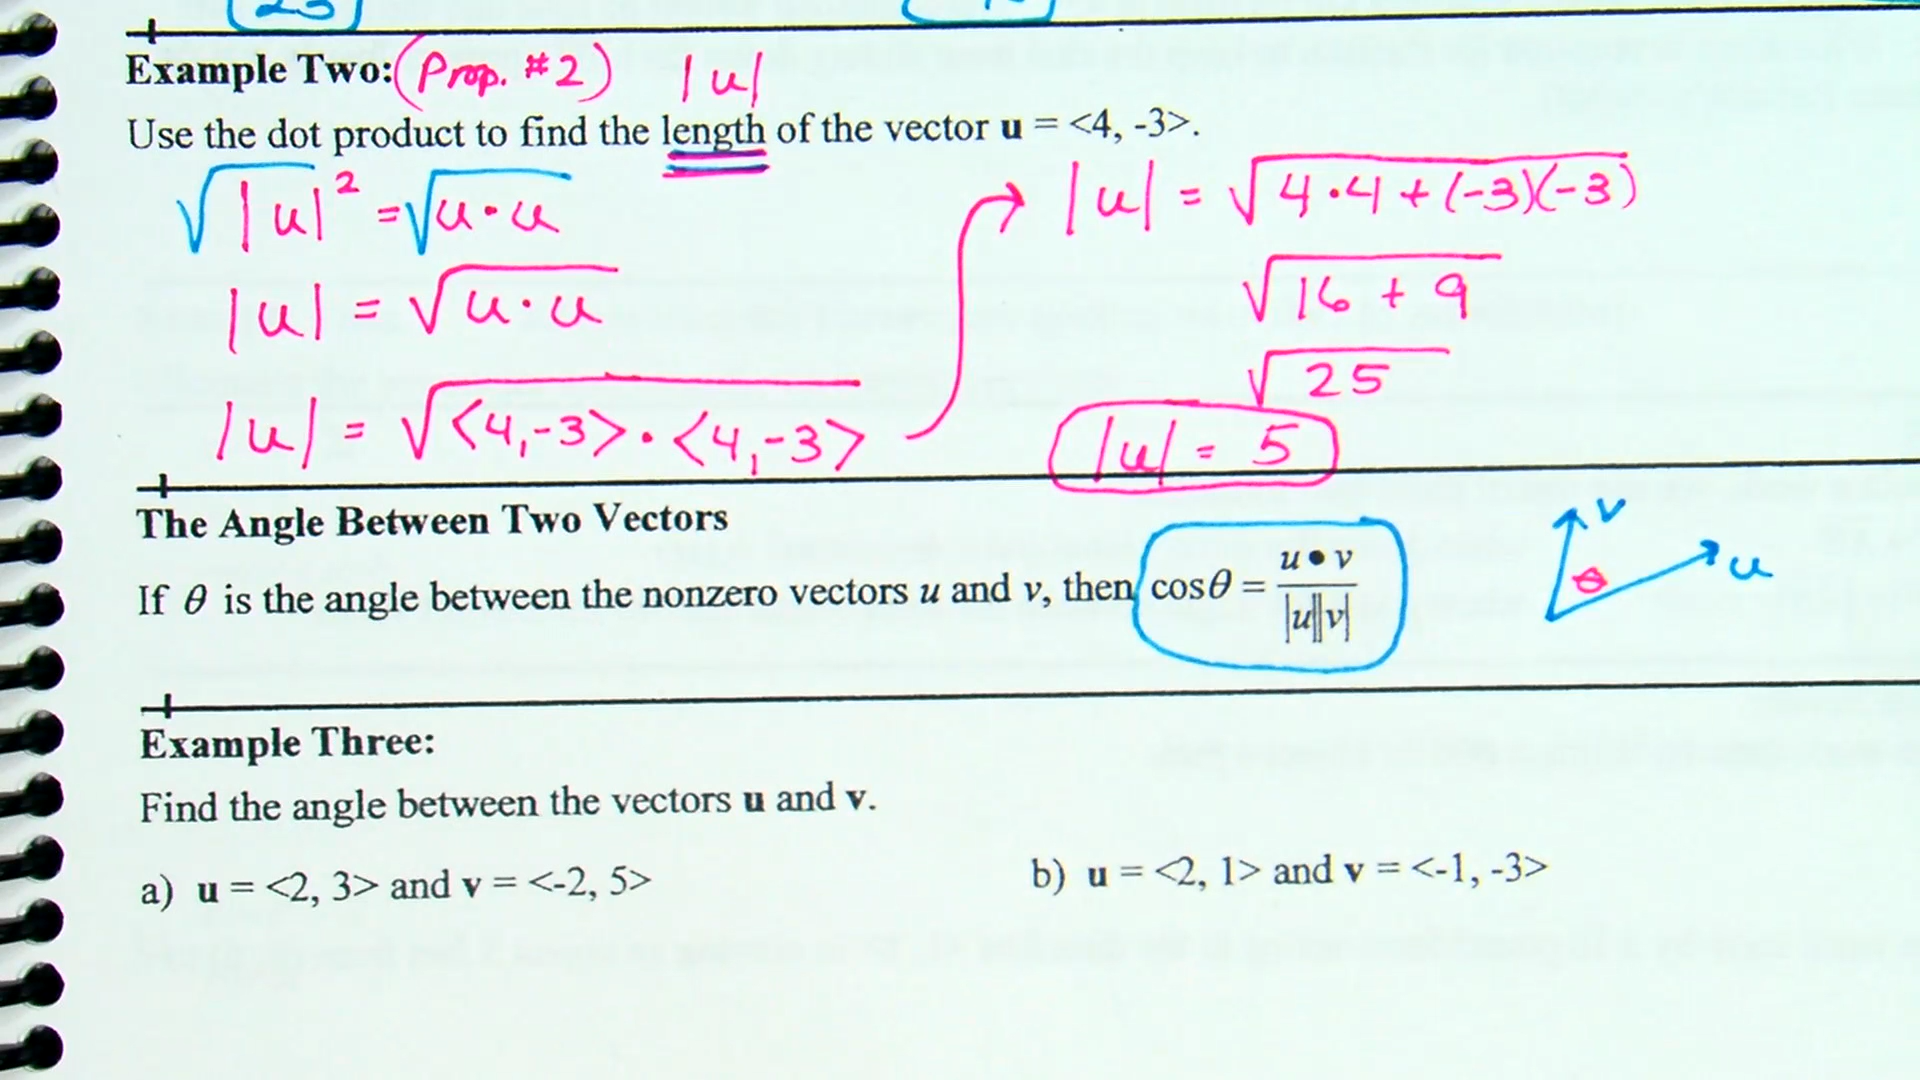 Example Two: (Prop. #2) |u|
Use the dot product to find the length of the vector u = <4, -3>.
√|u|² = √u·u
|u| = √u·u
|u| = √<4,-3>·<4,-3>
|u| = √4·4+(-3)(-3)
√16 + 9
√25
|u| = 5
The Angle Between Two Vectors
If θ is the angle between the nonzero vectors u and v, then cosθ = u•v / |u||v|
v
θ
u
Example Three:
Find the angle between the vectors u and v.
a) u = <2, 3> and v = <-2, 5>
b) u = <2, 1> and v = <-1, -3>